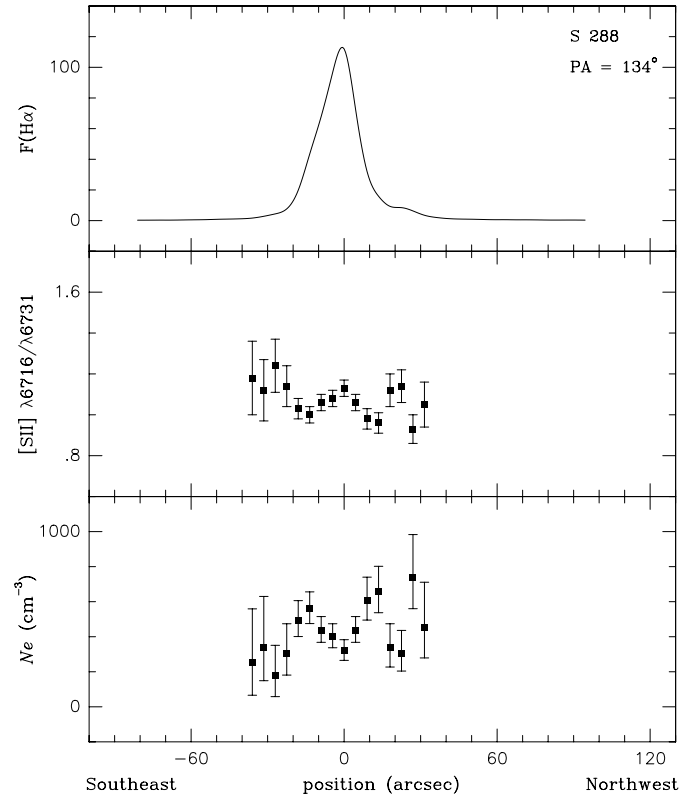 S 288
PA = 134°
100
0
F(Hα)
1.6
.8
[SII] λ6716/λ6731
1000
0
Ne (cm⁻³)
−60 0 60 120
Southeast position (arcsec) Northwest